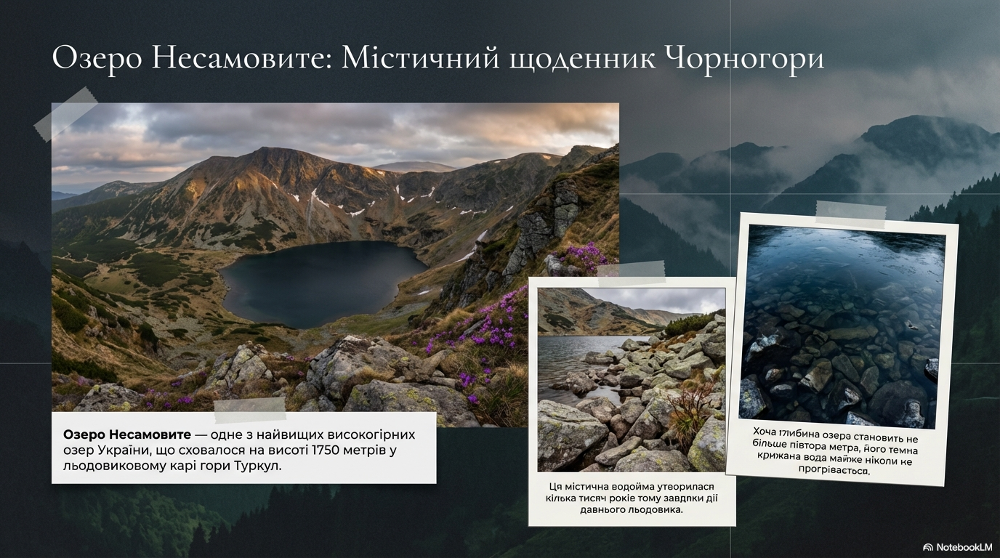 Озеро Несамовите: Містичний щоденник Чорногори
Озеро Несамовите — одне з найвищих високогірних
озер України, що сховалося на висоті 1750 метрів у
льодовиковому карі гори Туркул.
Ця містична водойма утворилася
кілька тисяч років тому завдяки дії
давнього льодовика.
Хоча глибина озера становить не
більше півтора метра, його темна
крижана вода майже ніколи не
прогрівається.
NotebookLM